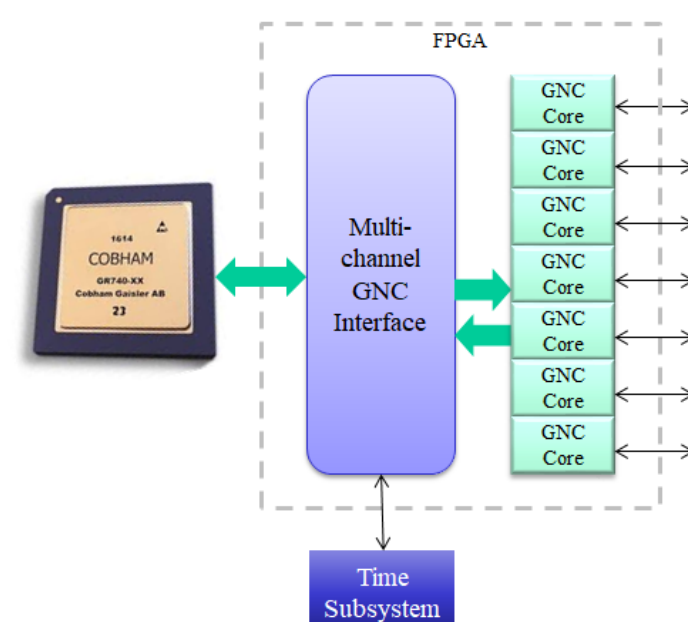 FPGA
1614
COBHAM
GR740-XX
Cobham Gaisler AB
23
Multi-
channel
GNC
Interface
GNC
Core
GNC
Core
GNC
Core
GNC
Core
GNC
Core
GNC
Core
GNC
Core
Time
Subsystem